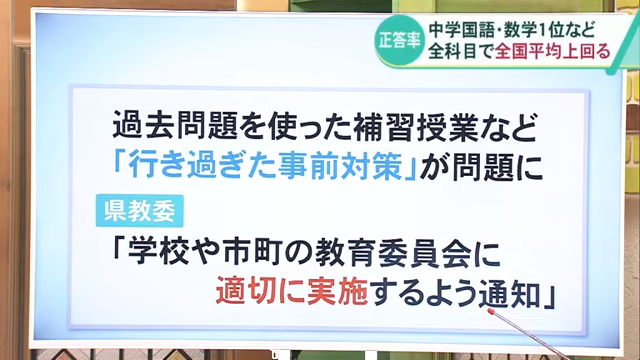 正答率
中学国語・数学1位など
全科目で全国平均上回る
過去問題を使った補習授業など
「行き過ぎた事前対策」が問題に
県教委
「学校や市町の教育委員会に
適切に実施するよう通知」